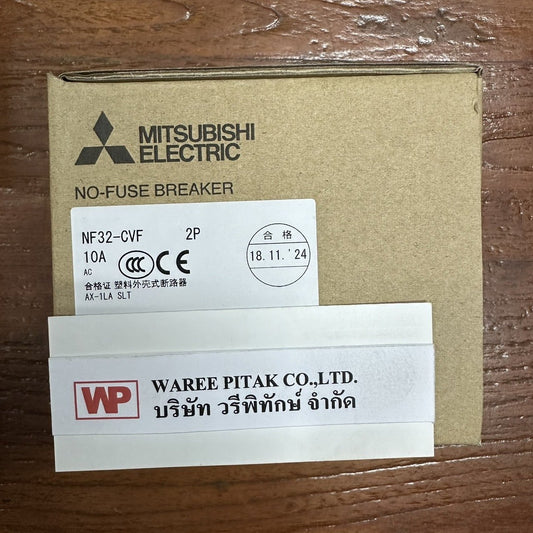 MITSUBISHI
ELECTRIC
NO-FUSE BREAKER
NF32-CVF 2P
10A
AC
CCC CE
合格证 塑料外壳式断路器
AX-1LA SLT
合格
18.11.'24
WP
WAREE PITAK CO.,LTD.
บริษัท วรีพิทักษ์ จำกัด